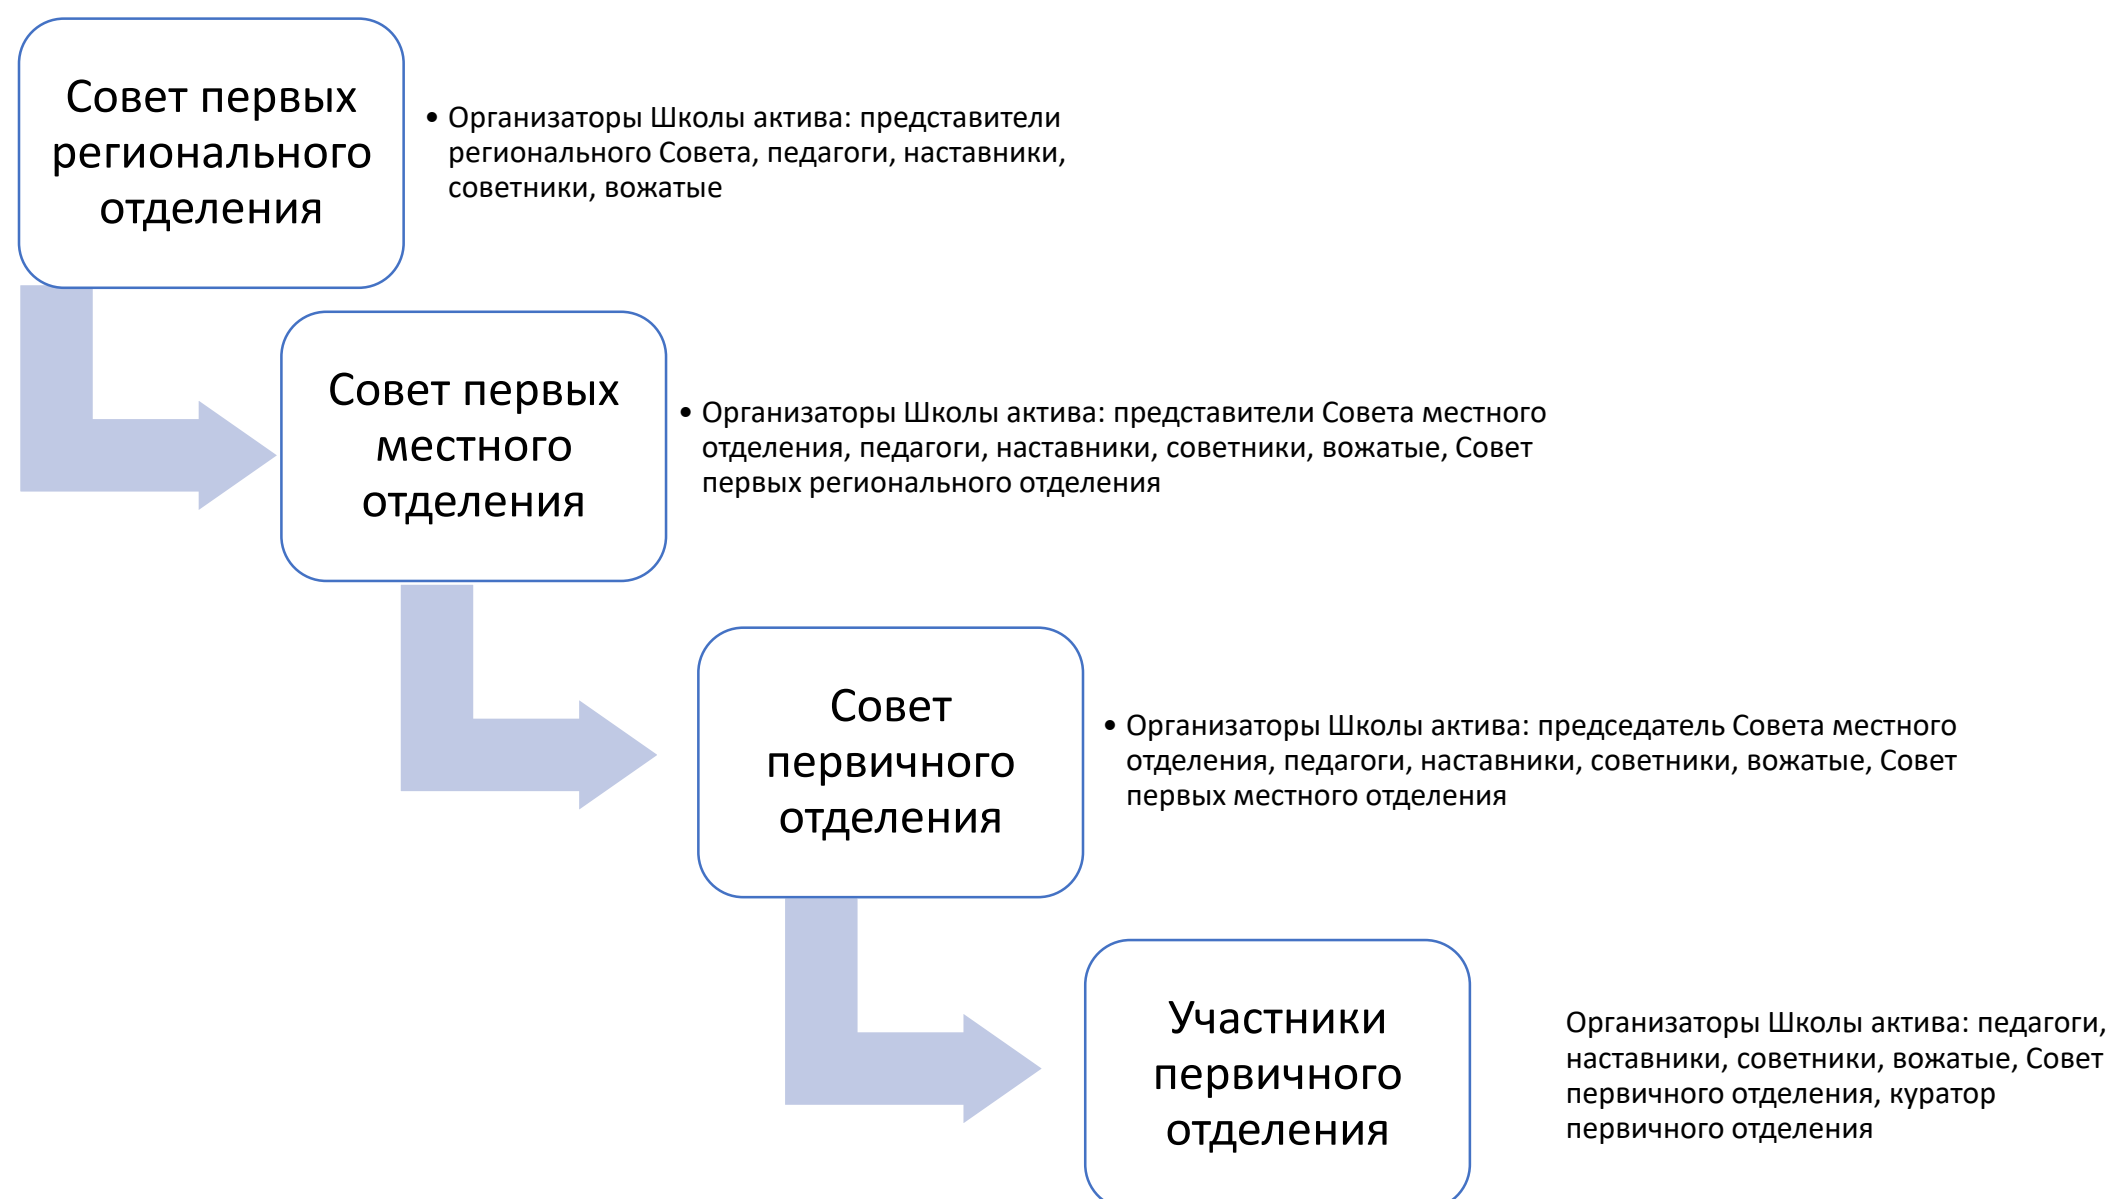 Совет первых
регионального
отделения
• Организаторы Школы актива: представители
регионального Совета, педагоги, наставники,
советники, вожатые
Совет первых
местного
отделения
• Организаторы Школы актива: представители Совета местного
отделения, педагоги, наставники, советники, вожатые, Совет
первых регионального отделения
Совет
первичного
отделения
• Организаторы Школы актива: председатель Совета местного
отделения, педагоги, наставники, советники, вожатые, Совет
первых местного отделения
Участники
первичного
отделения
Организаторы Школы актива: педагоги,
наставники, советники, вожатые, Совет
первичного отделения, куратор
первичного отделения